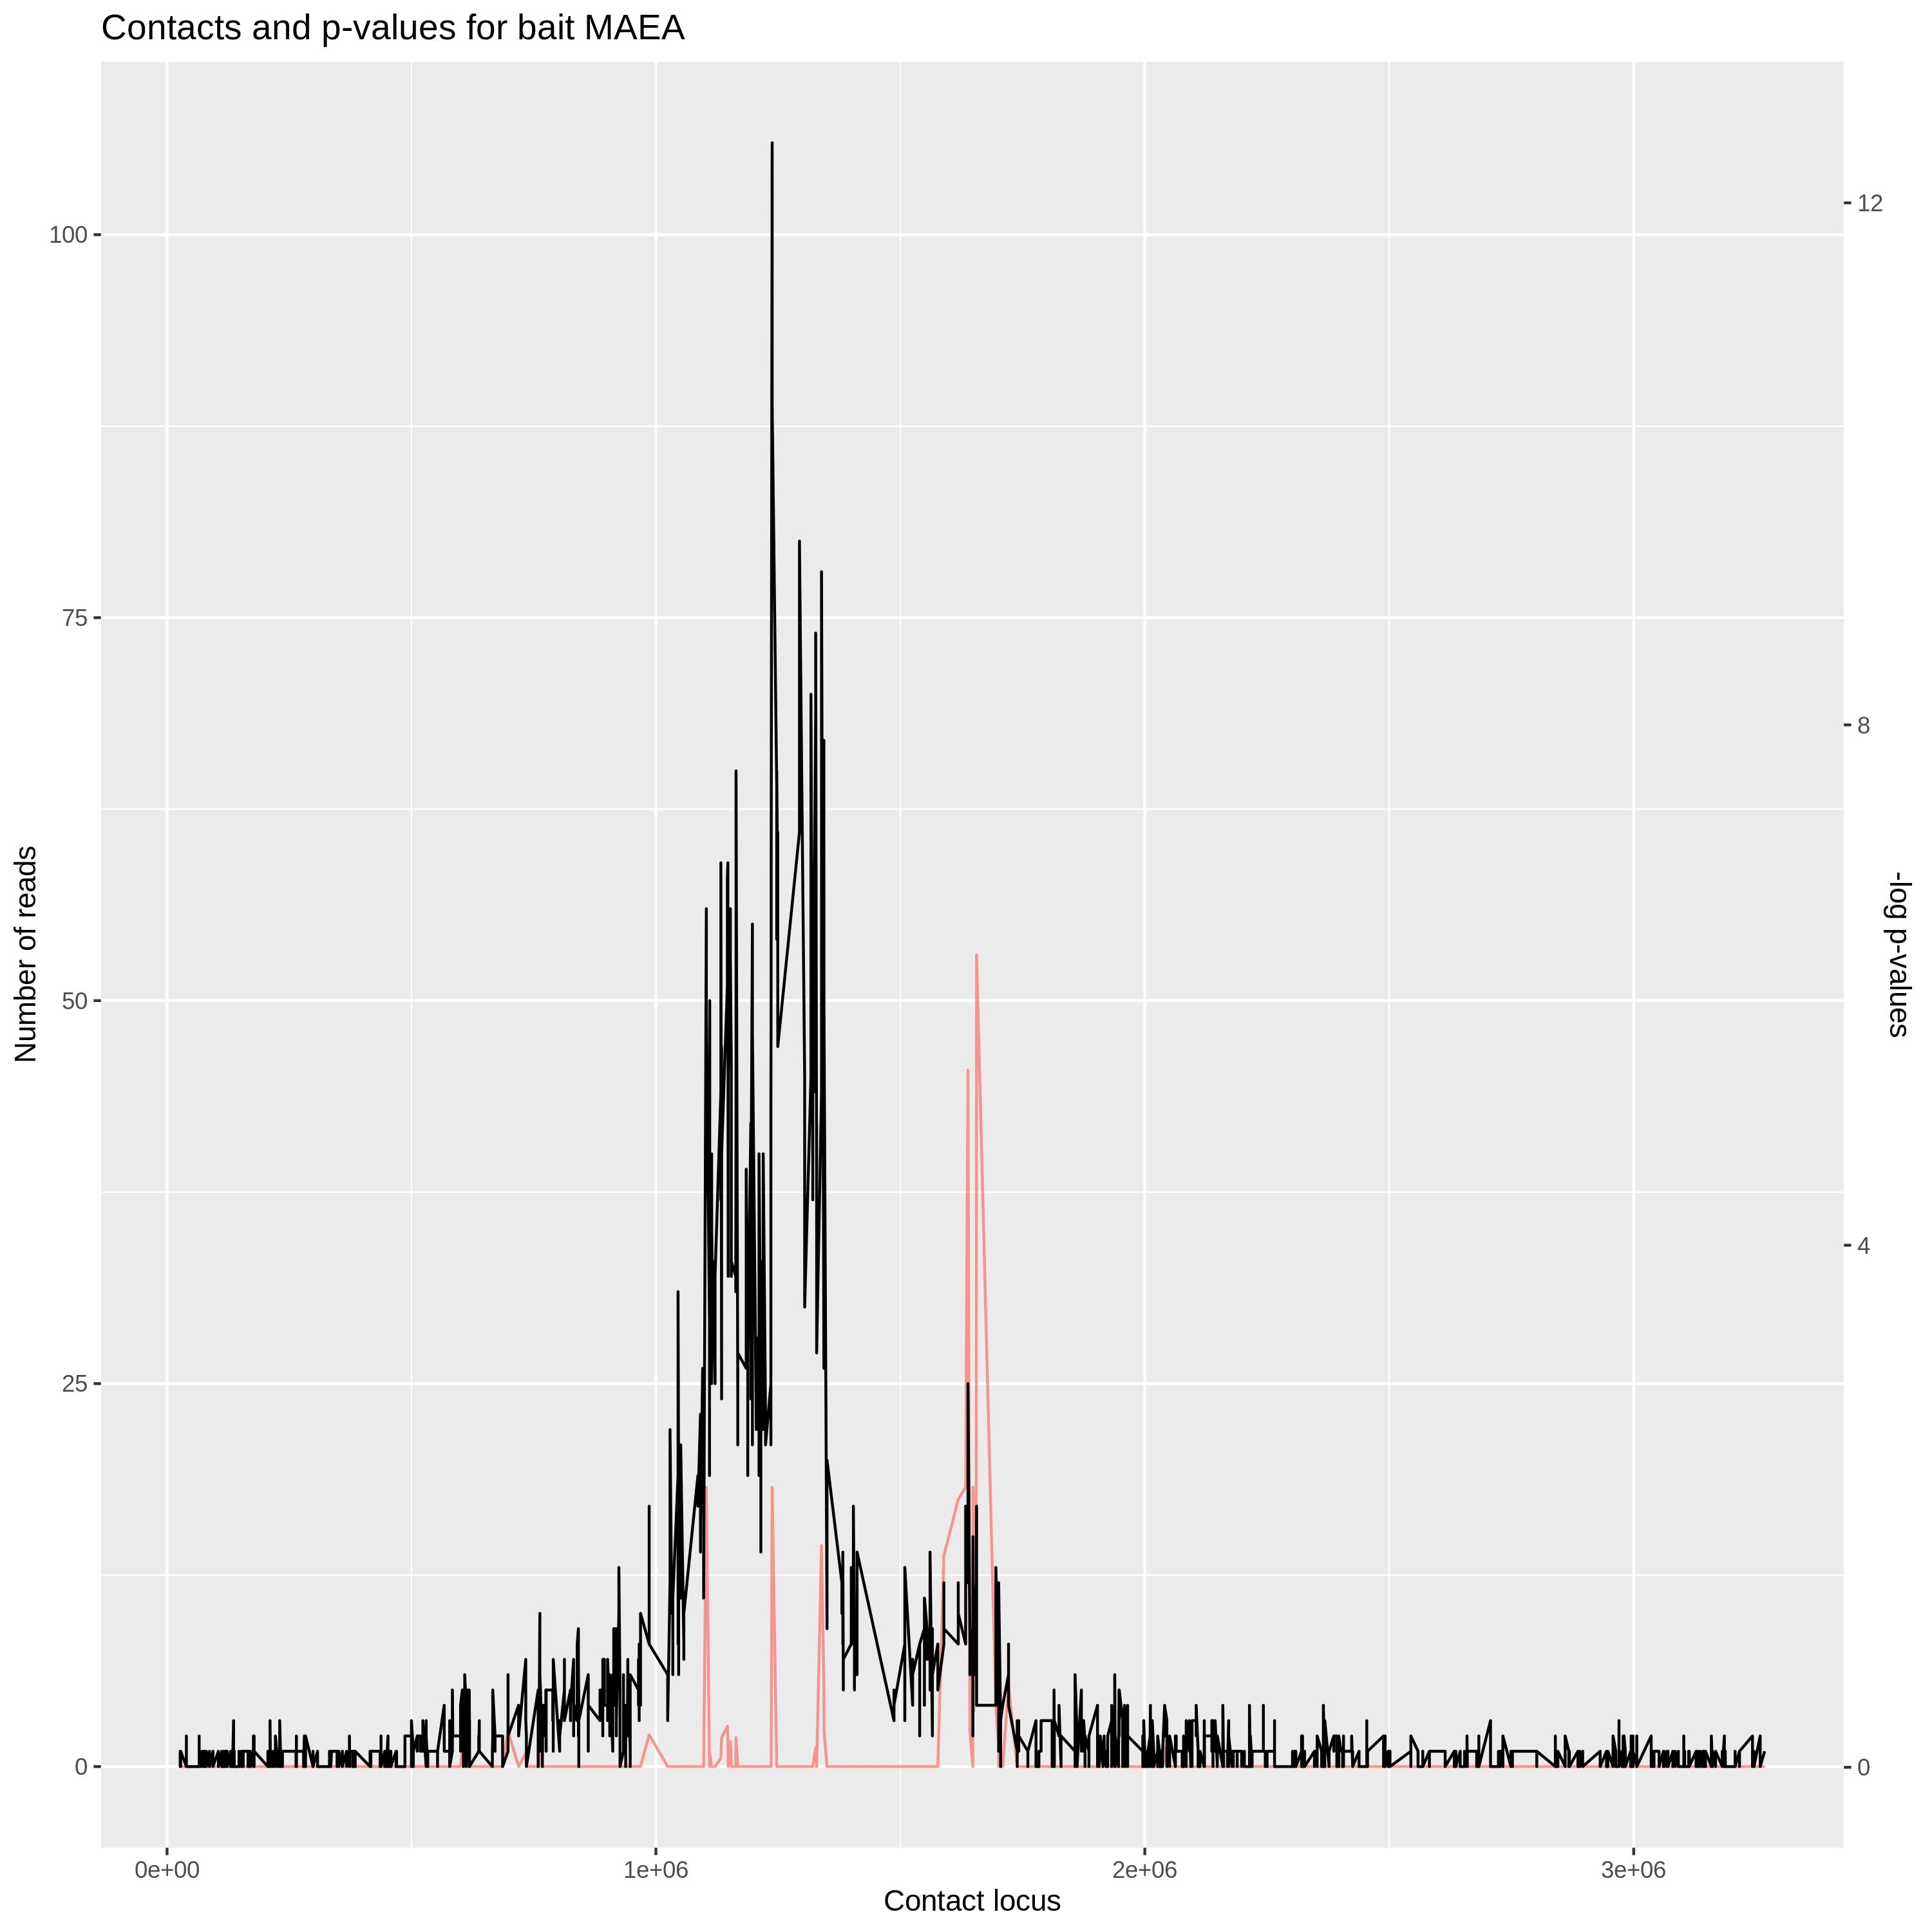 Contacts and p-values for bait MAEA
Number of reads
100
75
50
25
0
12
8
4
0
-log p-values
0e+00 1e+06 2e+06 3e+06
Contact locus